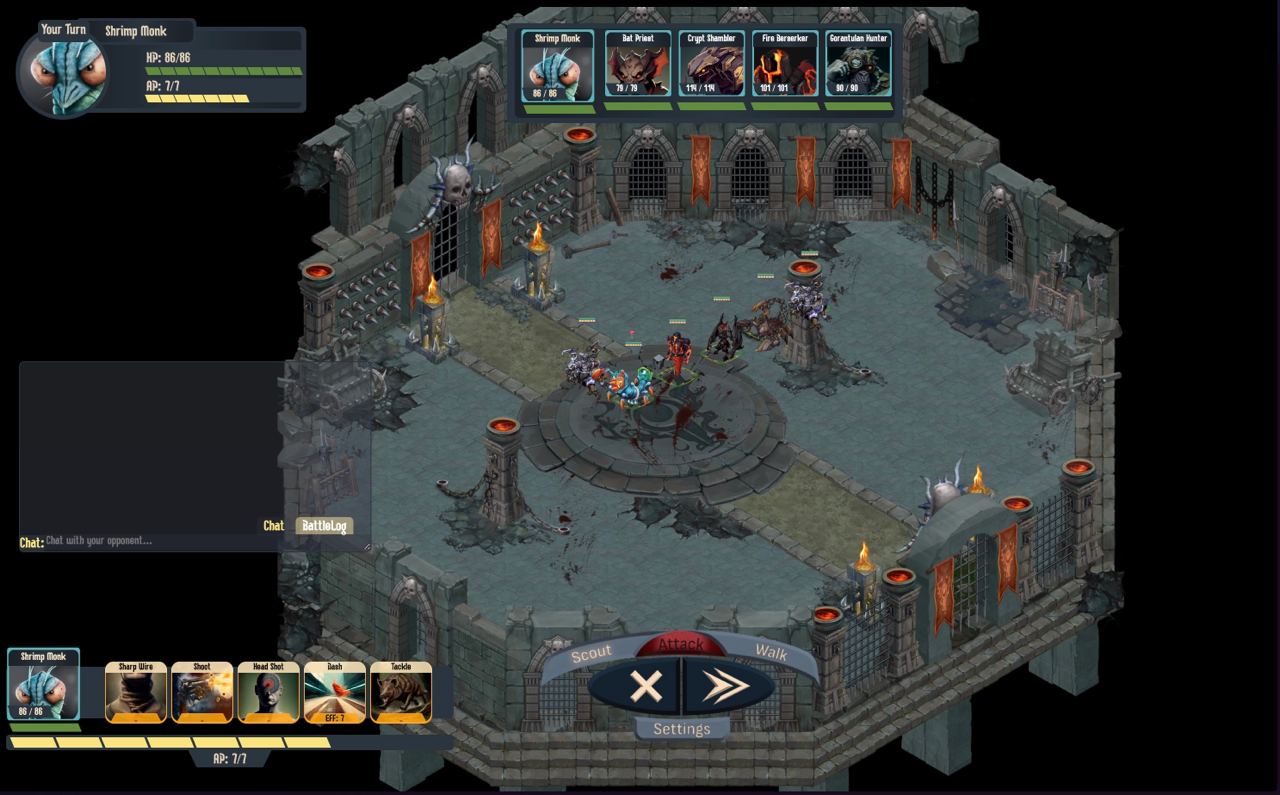 Your Turn
Shrimp Monk
HP: 86/86
AP: 7/7
Shrimp Monk
86 / 86
Bat Priest
79 / 79
Crypt Shambler
114 / 114
Fire Berserker
101 / 101
Gorantulan Hunter
90 / 90
Chat
BattleLog
Chat: Chat with your opponent...
Shrimp Monk
86 / 86
Sharp Wire
Shoot
Head Shot
Dash
EFF: 7
Tackle
AP: 7/7
Scout
Attack
Walk
Settings